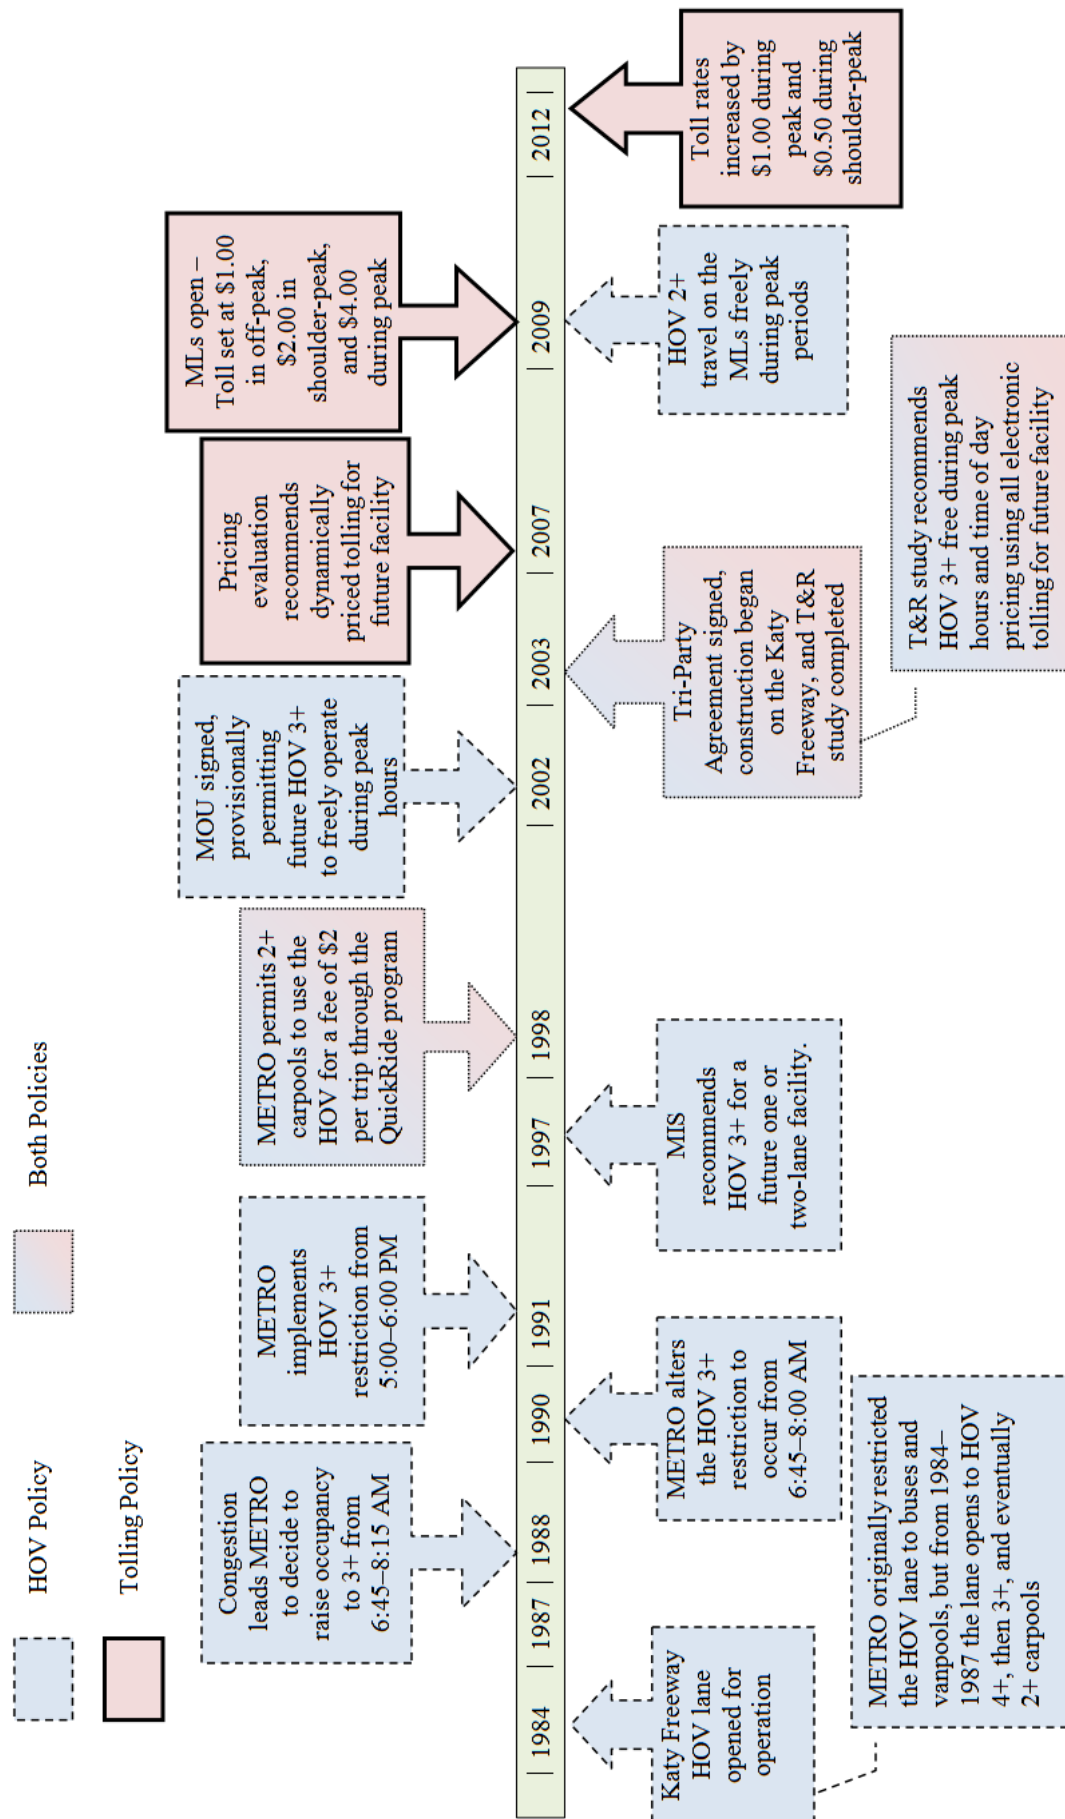 HOV Policy
Both Policies
Tolling Policy
Congestion
leads METRO
to decide to
raise occupancy
to 3+ from
6:45–8:15 AM
METRO
implements
HOV 3+
restriction from
5:00–6:00 PM
METRO permits 2+
carpools to use the
HOV for a fee of $2
per trip through the
QuickRide program
MOU signed,
provisionally
permitting
future HOV 3+
to freely operate
during peak
hours
Pricing
evaluation
recommends
dynamically
priced tolling for
future facility
MLs open –
Toll set at $1.00
in off-peak,
$2.00 in
shoulder-peak,
and $4.00
during peak
| 1984 | 1987 | 1988 | 1990 | 1991 | 1997 | 1998 | 2002 | 2003 | 2007 | 2009 | 2012 |
Katy Freeway
HOV lane
opened for
operation
METRO originally restricted
the HOV lane to buses and
vanpools, but from 1984–
1987 the lane opens to HOV
4+, then 3+, and eventually
2+ carpools
METRO alters
the HOV 3+
restriction to
occur from
6:45–8:00 AM
MIS
recommends
HOV 3+ for a
future one or
two-lane facility.
Tri-Party
Agreement signed,
construction began
on the Katy
Freeway, and T&R
study completed
T&R study recommends
HOV 3+ free during peak
hours and time of day
pricing using all electronic
tolling for future facility
HOV 2+
travel on the
MLs freely
during peak
periods
Toll rates
increased by
$1.00 during
peak and
$0.50 during
shoulder-peak